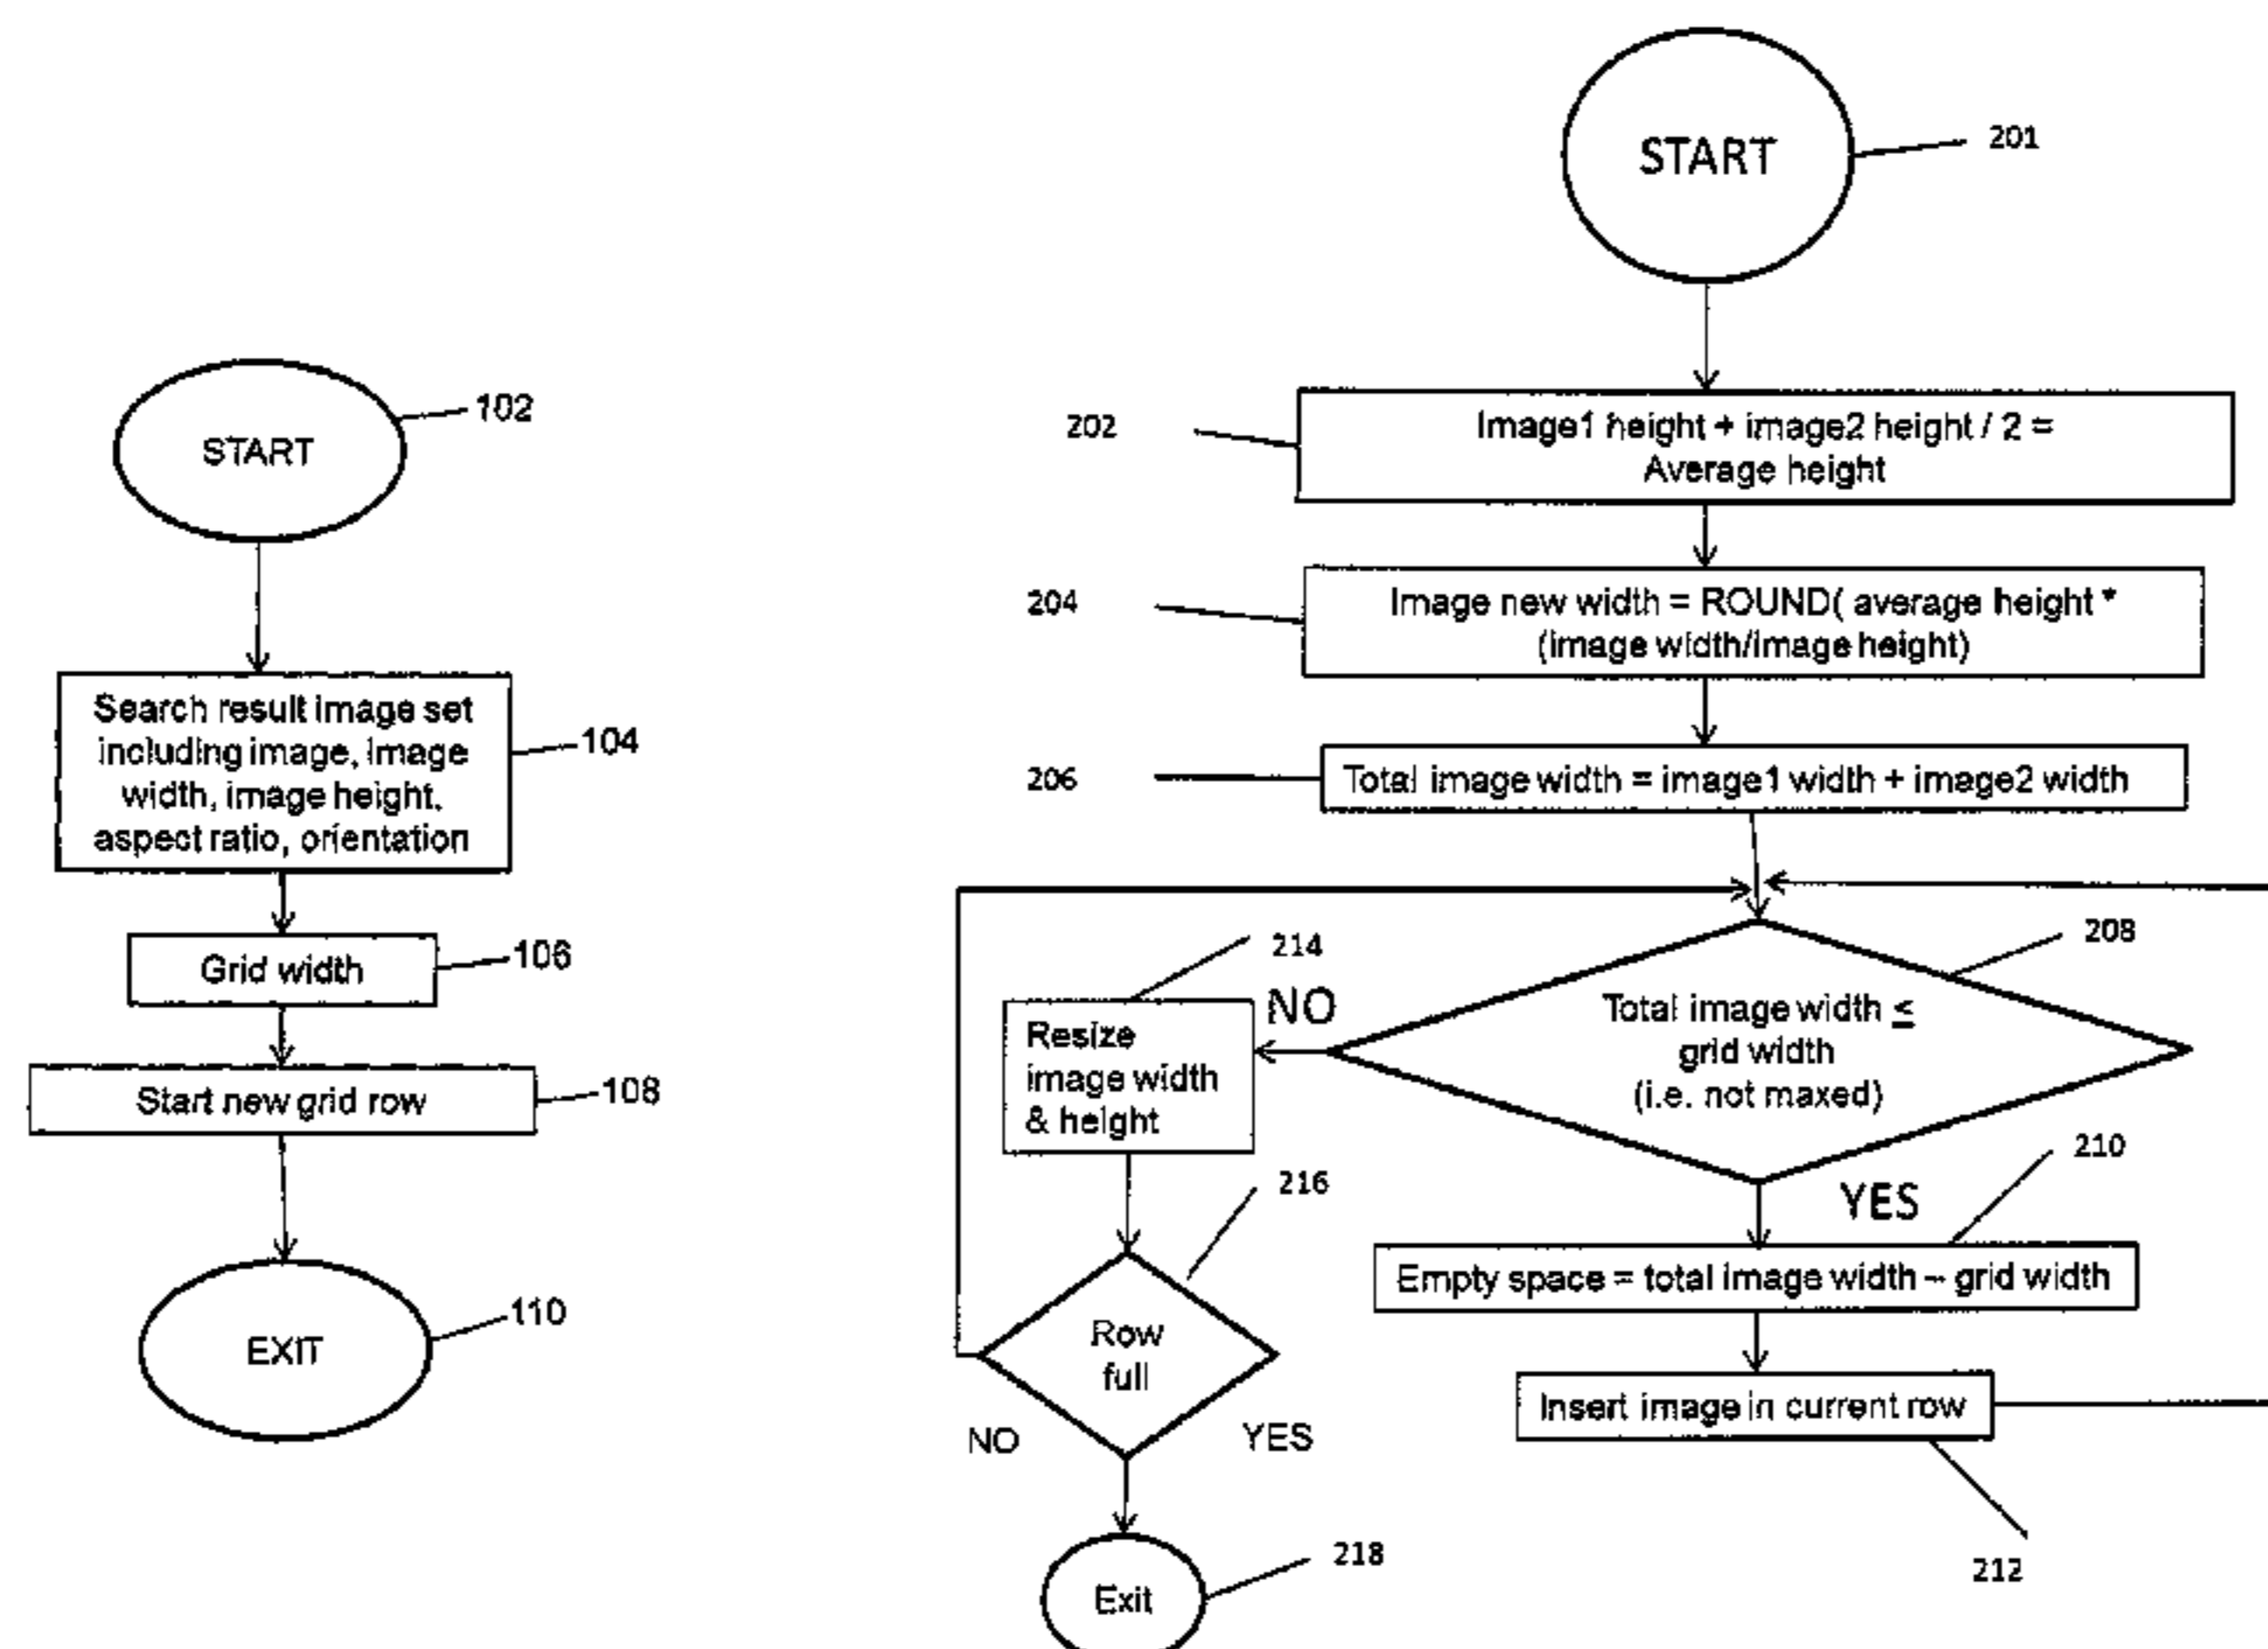 START
102
Search result image set
including image, image
width, image height,
aspect ratio, orientation
104
Grid width
106
Start new grid row
108
EXIT
110
START
201
202
Image1 height + image2 height / 2 =
Average height
204
Image new width = ROUND( average height *
(image width/image height)
206
Total image width = image1 width + image2 width
208
Total image width ≤
grid width
(i.e. not maxed)
214
NO
Resize
image width
& height
210
YES
216
Empty space = total image width – grid width
Row
full
Insert image in current row
NO
YES
212
218
Exit